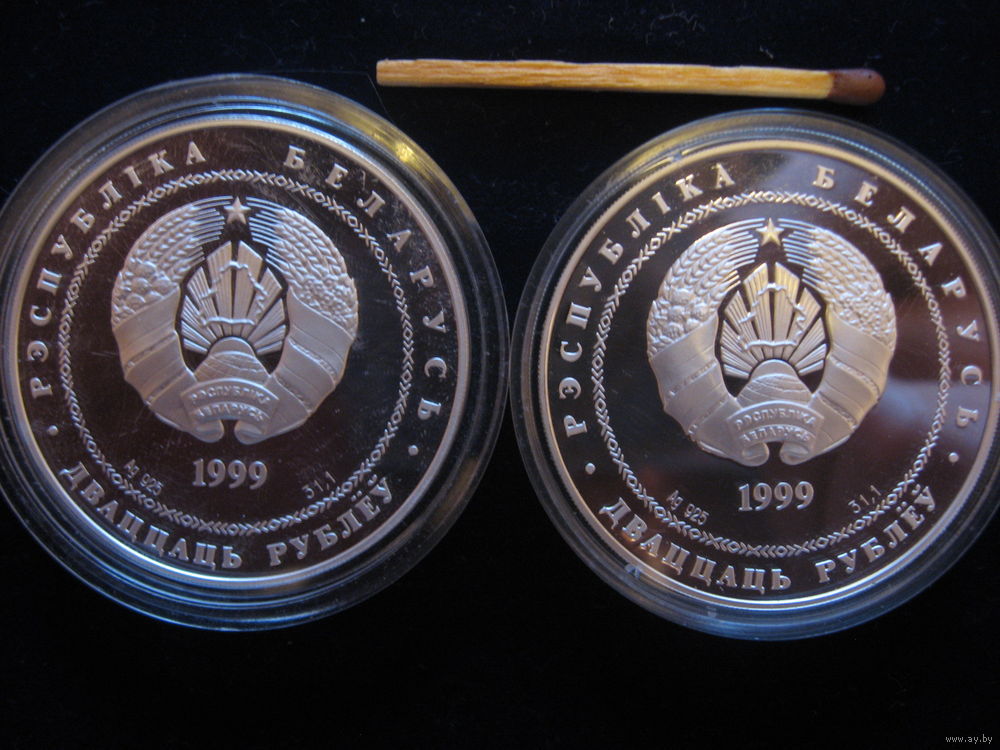 РЭСПУБЛІКА БЕЛАРУСЬ
РЭСПУБЛІКА
БЕЛАРУСЬ
1999
Ag 925
31.1
· ДВАЦЦАЦЬ РУБЛЁЎ ·
РЭСПУБЛІКА БЕЛАРУСЬ
РЭСПУБЛІКА
БЕЛАРУСЬ
1999
Ag 925
31.1
· ДВАЦЦАЦЬ РУБЛЁЎ ·
www.ay.by